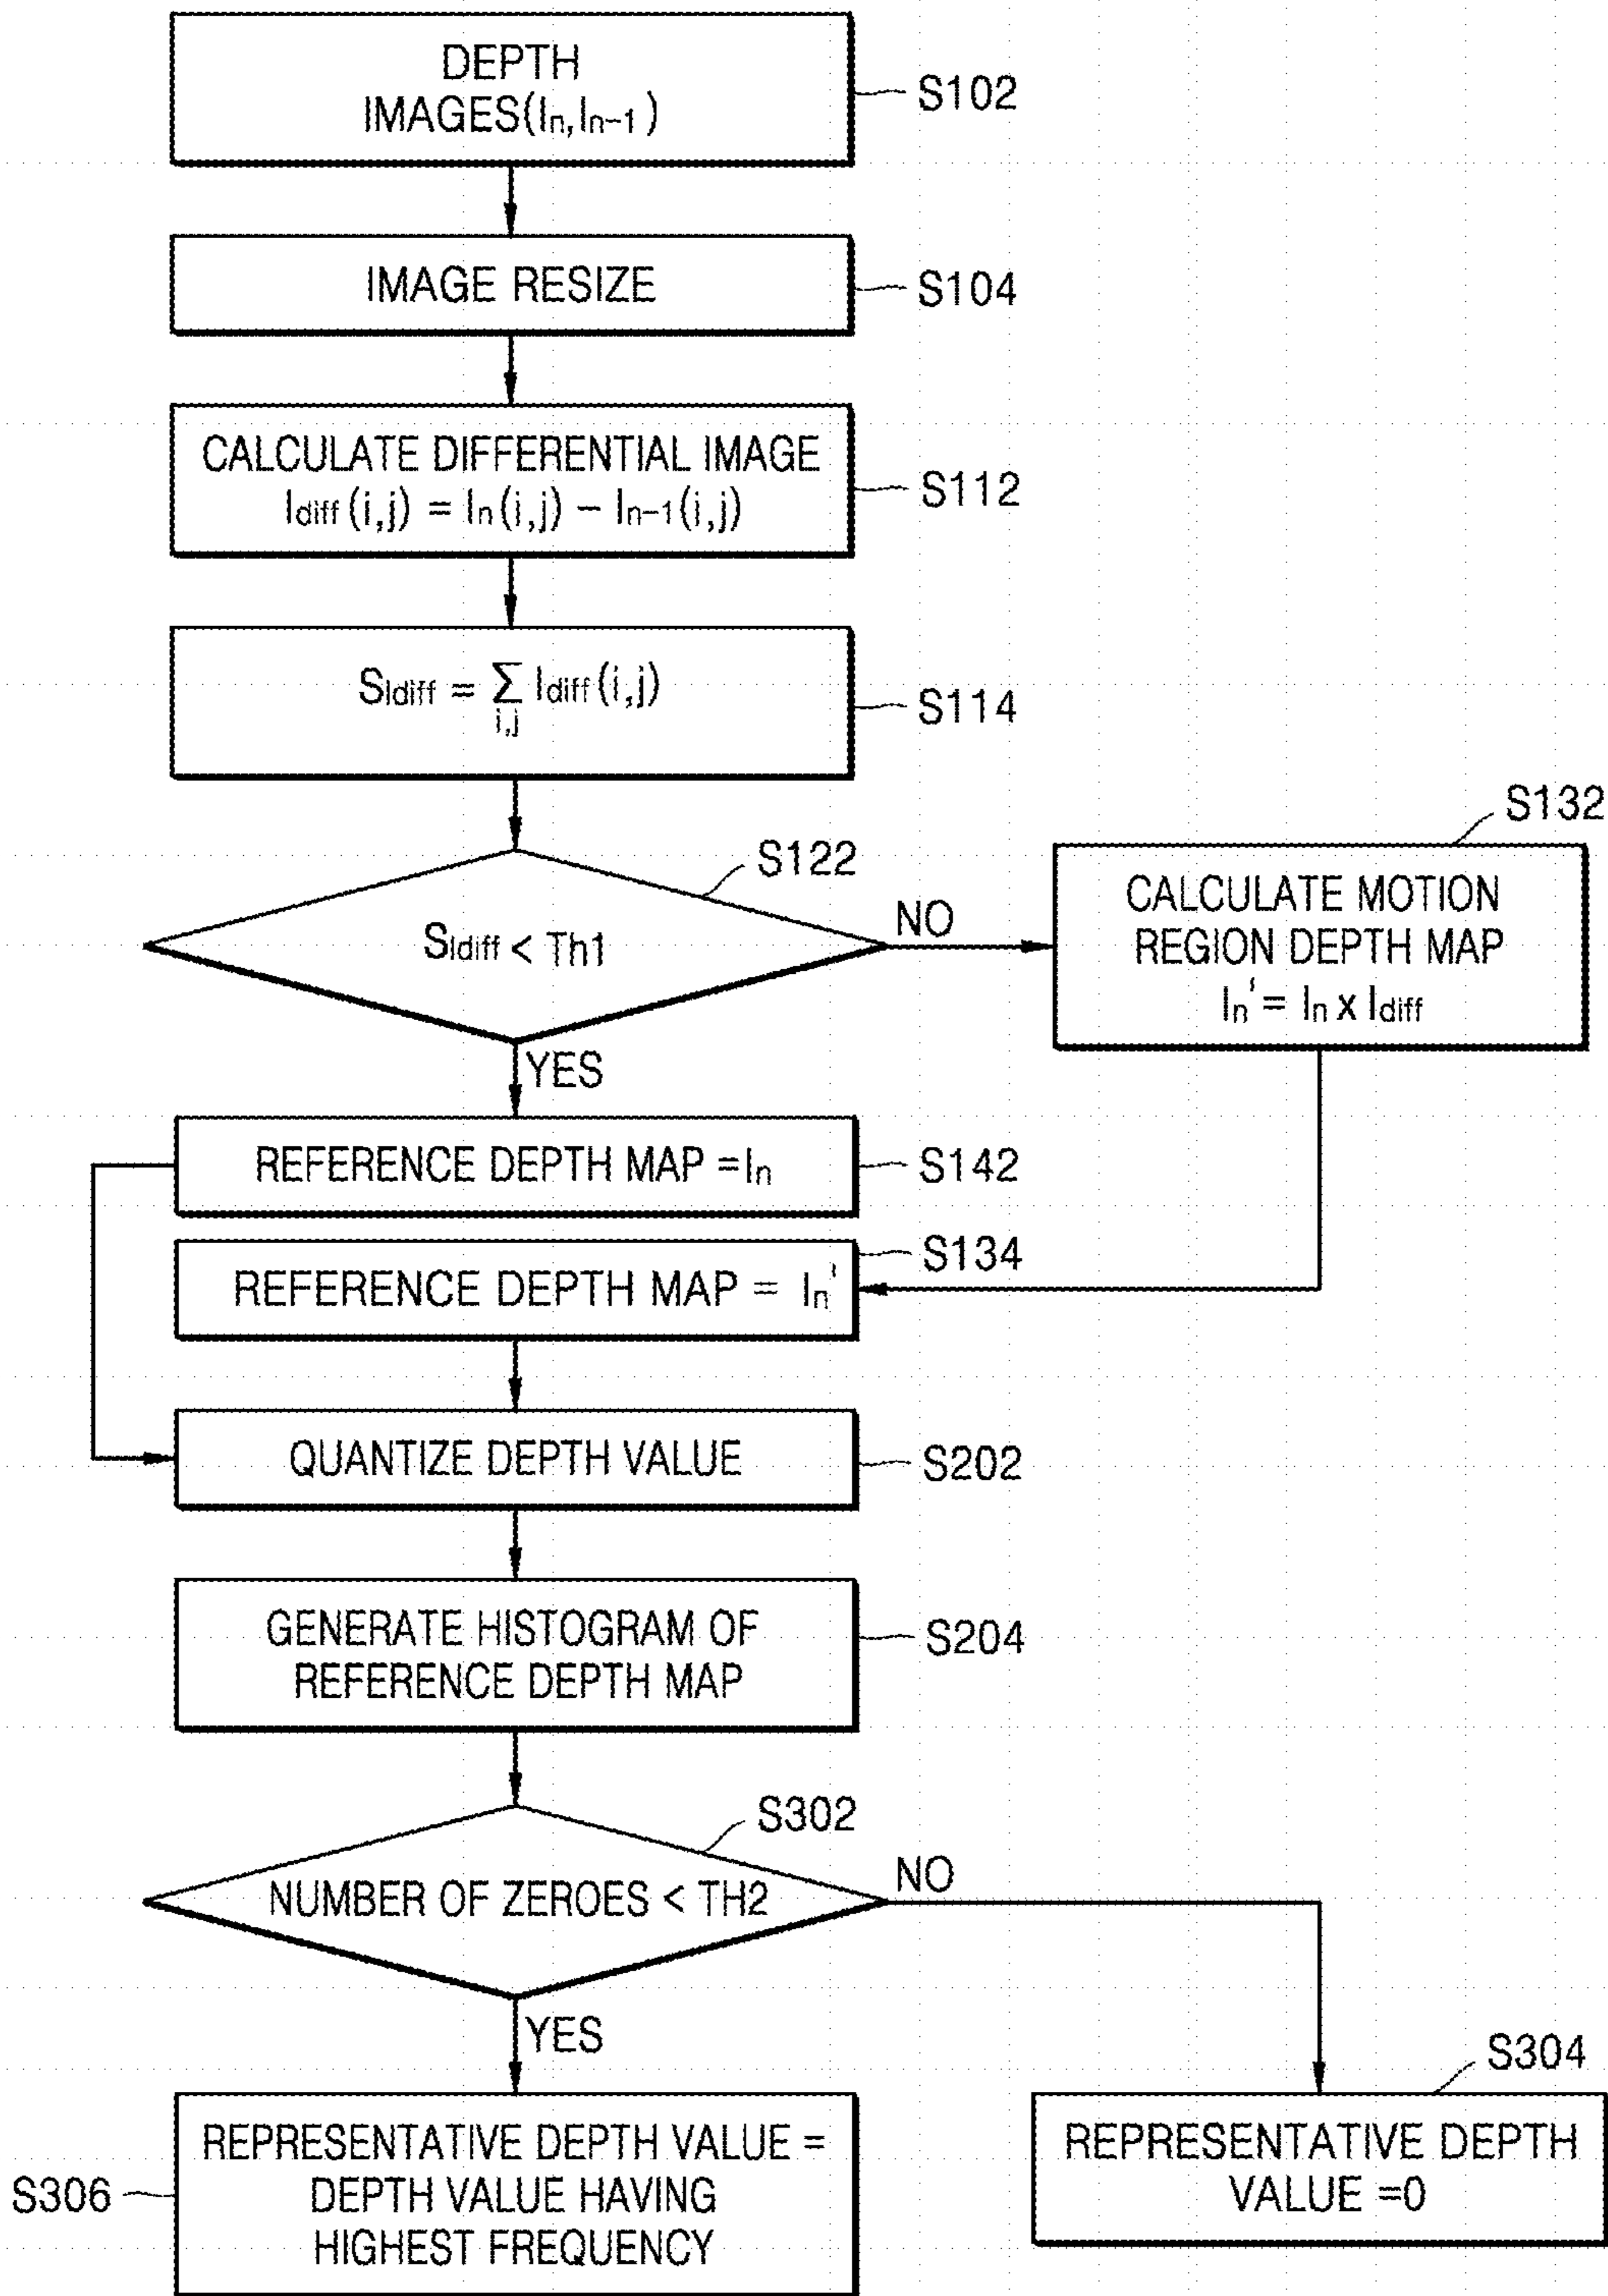 DEPTH
IMAGES(In,In-1)
S102
IMAGE RESIZE
S104
CALCULATE DIFFERENTIAL IMAGE
Idiff(i,j) = In(i,j) - In-1(i,j)
S112
SIdiff = ∑ Idiff(i,j)
i,j
S114
S122
SIdiff < Th1
NO
YES
S132
CALCULATE MOTION
REGION DEPTH MAP
In' = In x Idiff
REFERENCE DEPTH MAP =In
S142
S134
REFERENCE DEPTH MAP = In'
QUANTIZE DEPTH VALUE
S202
GENERATE HISTOGRAM OF
REFERENCE DEPTH MAP
S204
S302
NUMBER OF ZEROES < TH2
NO
YES
S306
REPRESENTATIVE DEPTH VALUE =
DEPTH VALUE HAVING
HIGHEST FREQUENCY
S304
REPRESENTATIVE DEPTH
VALUE =0